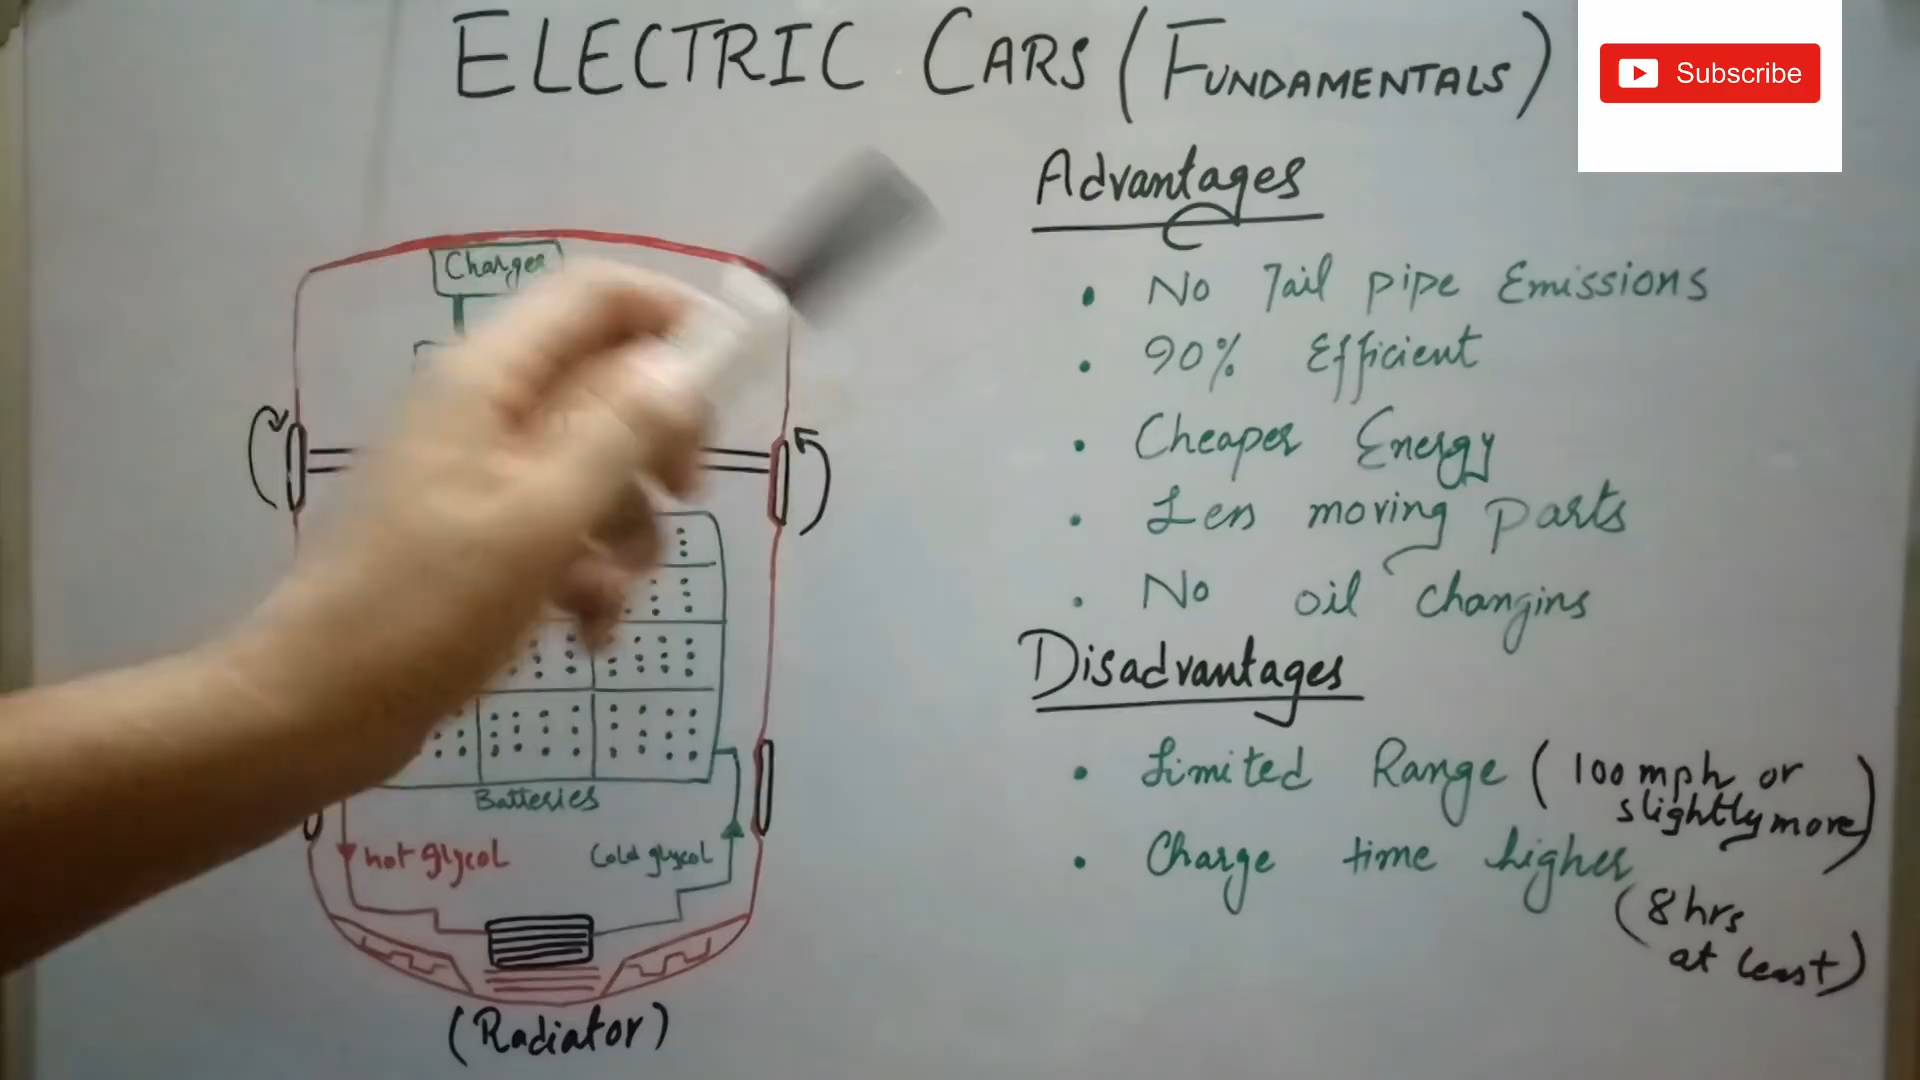 ELECTRIC CARS (FUNDAMENTALS)
Subscribe
Charger
Batteries
hot glycol
Cold glycol
(Radiator)
Advantages
• No Tail pipe Emissions
• 90% Efficient
• Cheaper Energy
• Less moving parts
• No oil changins
Disadvantages
• Limited Range (100 mph or
slightly more)
• Charge time higher
(8 hrs
at least)